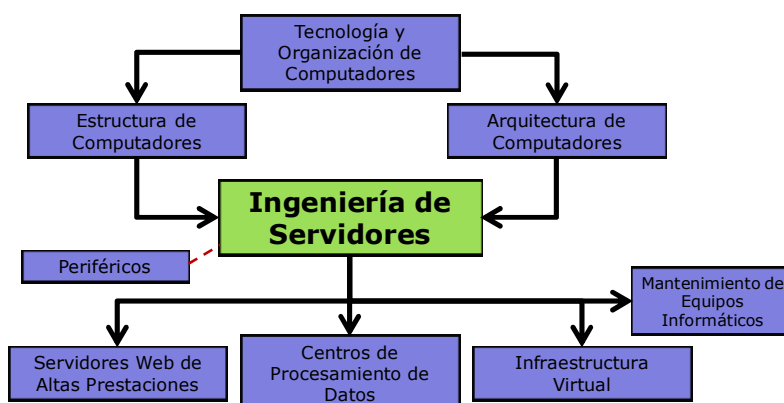 Tecnología y
Organización de
Computadores
Estructura de
Computadores
Arquitectura de
Computadores
Ingeniería de
Servidores
Periféricos
Mantenimiento de
Equipos
Informáticos
Servidores Web de
Altas Prestaciones
Centros de
Procesamiento de
Datos
Infraestructura
Virtual